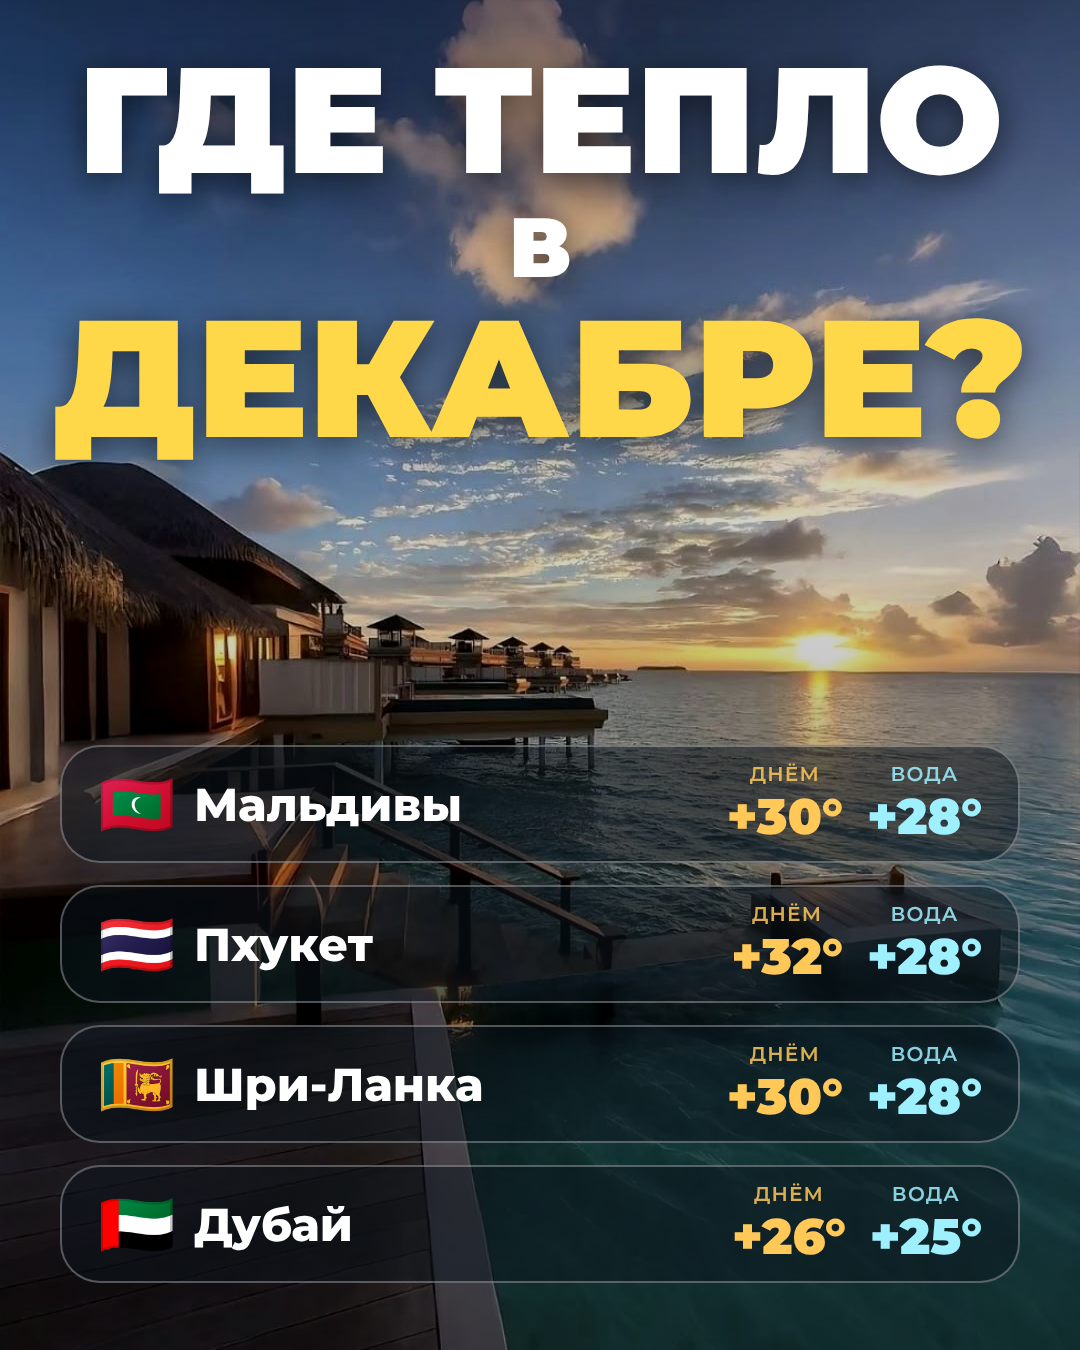 ГДЕ ТЕПЛО
В
ДЕКАБРЕ?
Мальдивы
ДНЁМ ВОДА
+30° +28°
Пхукет
ДНЁМ ВОДА
+32° +28°
Шри-Ланка
ДНЁМ ВОДА
+30° +28°
Дубай
ДНЁМ ВОДА
+26° +25°